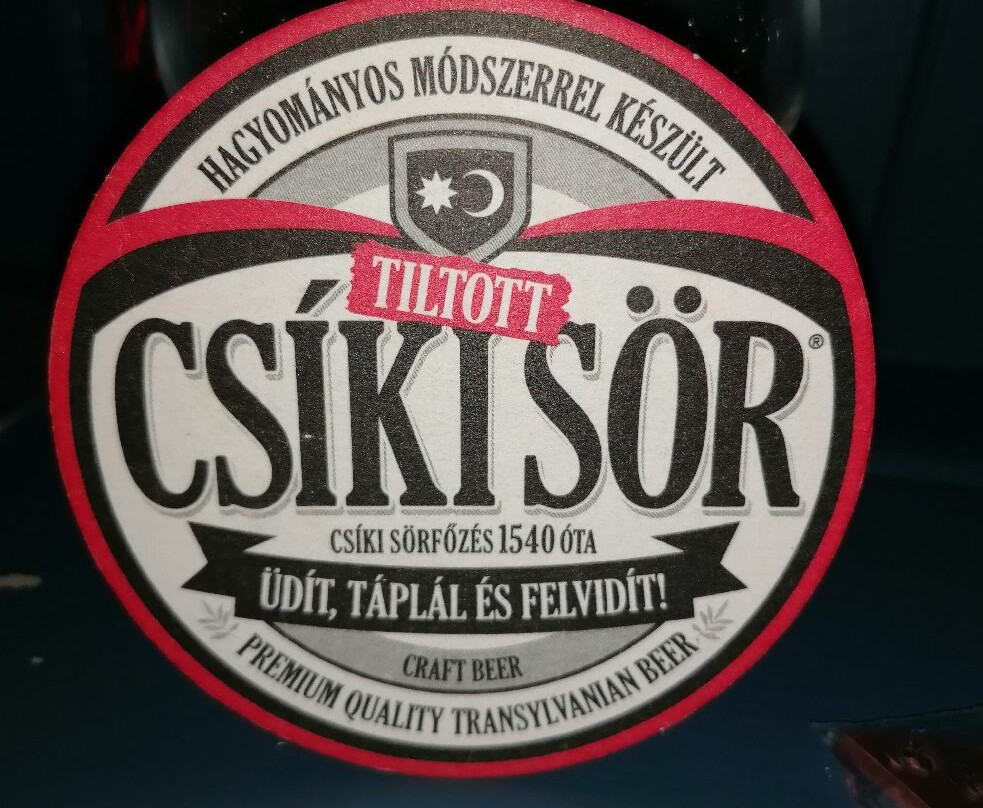 HAGYOMÁNYOS MÓDSZERREL KÉSZÜLT
TILTOTT
CSÍKI SÖR®
CSÍKI SÖRFŐZÉS 1540 ÓTA
ÜDÍT, TÁPLÁL ÉS FELVIDÍT!
CRAFT BEER
PREMIUM QUALITY TRANSYLVANIAN BEER